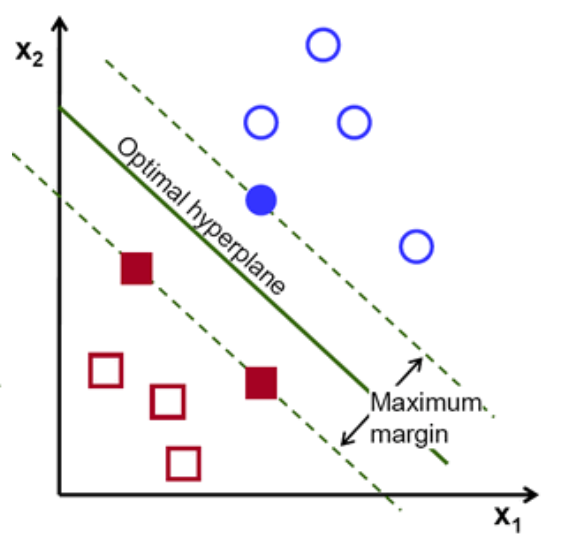 x₂
Optimal hyperplane
Maximum
margin
x₁